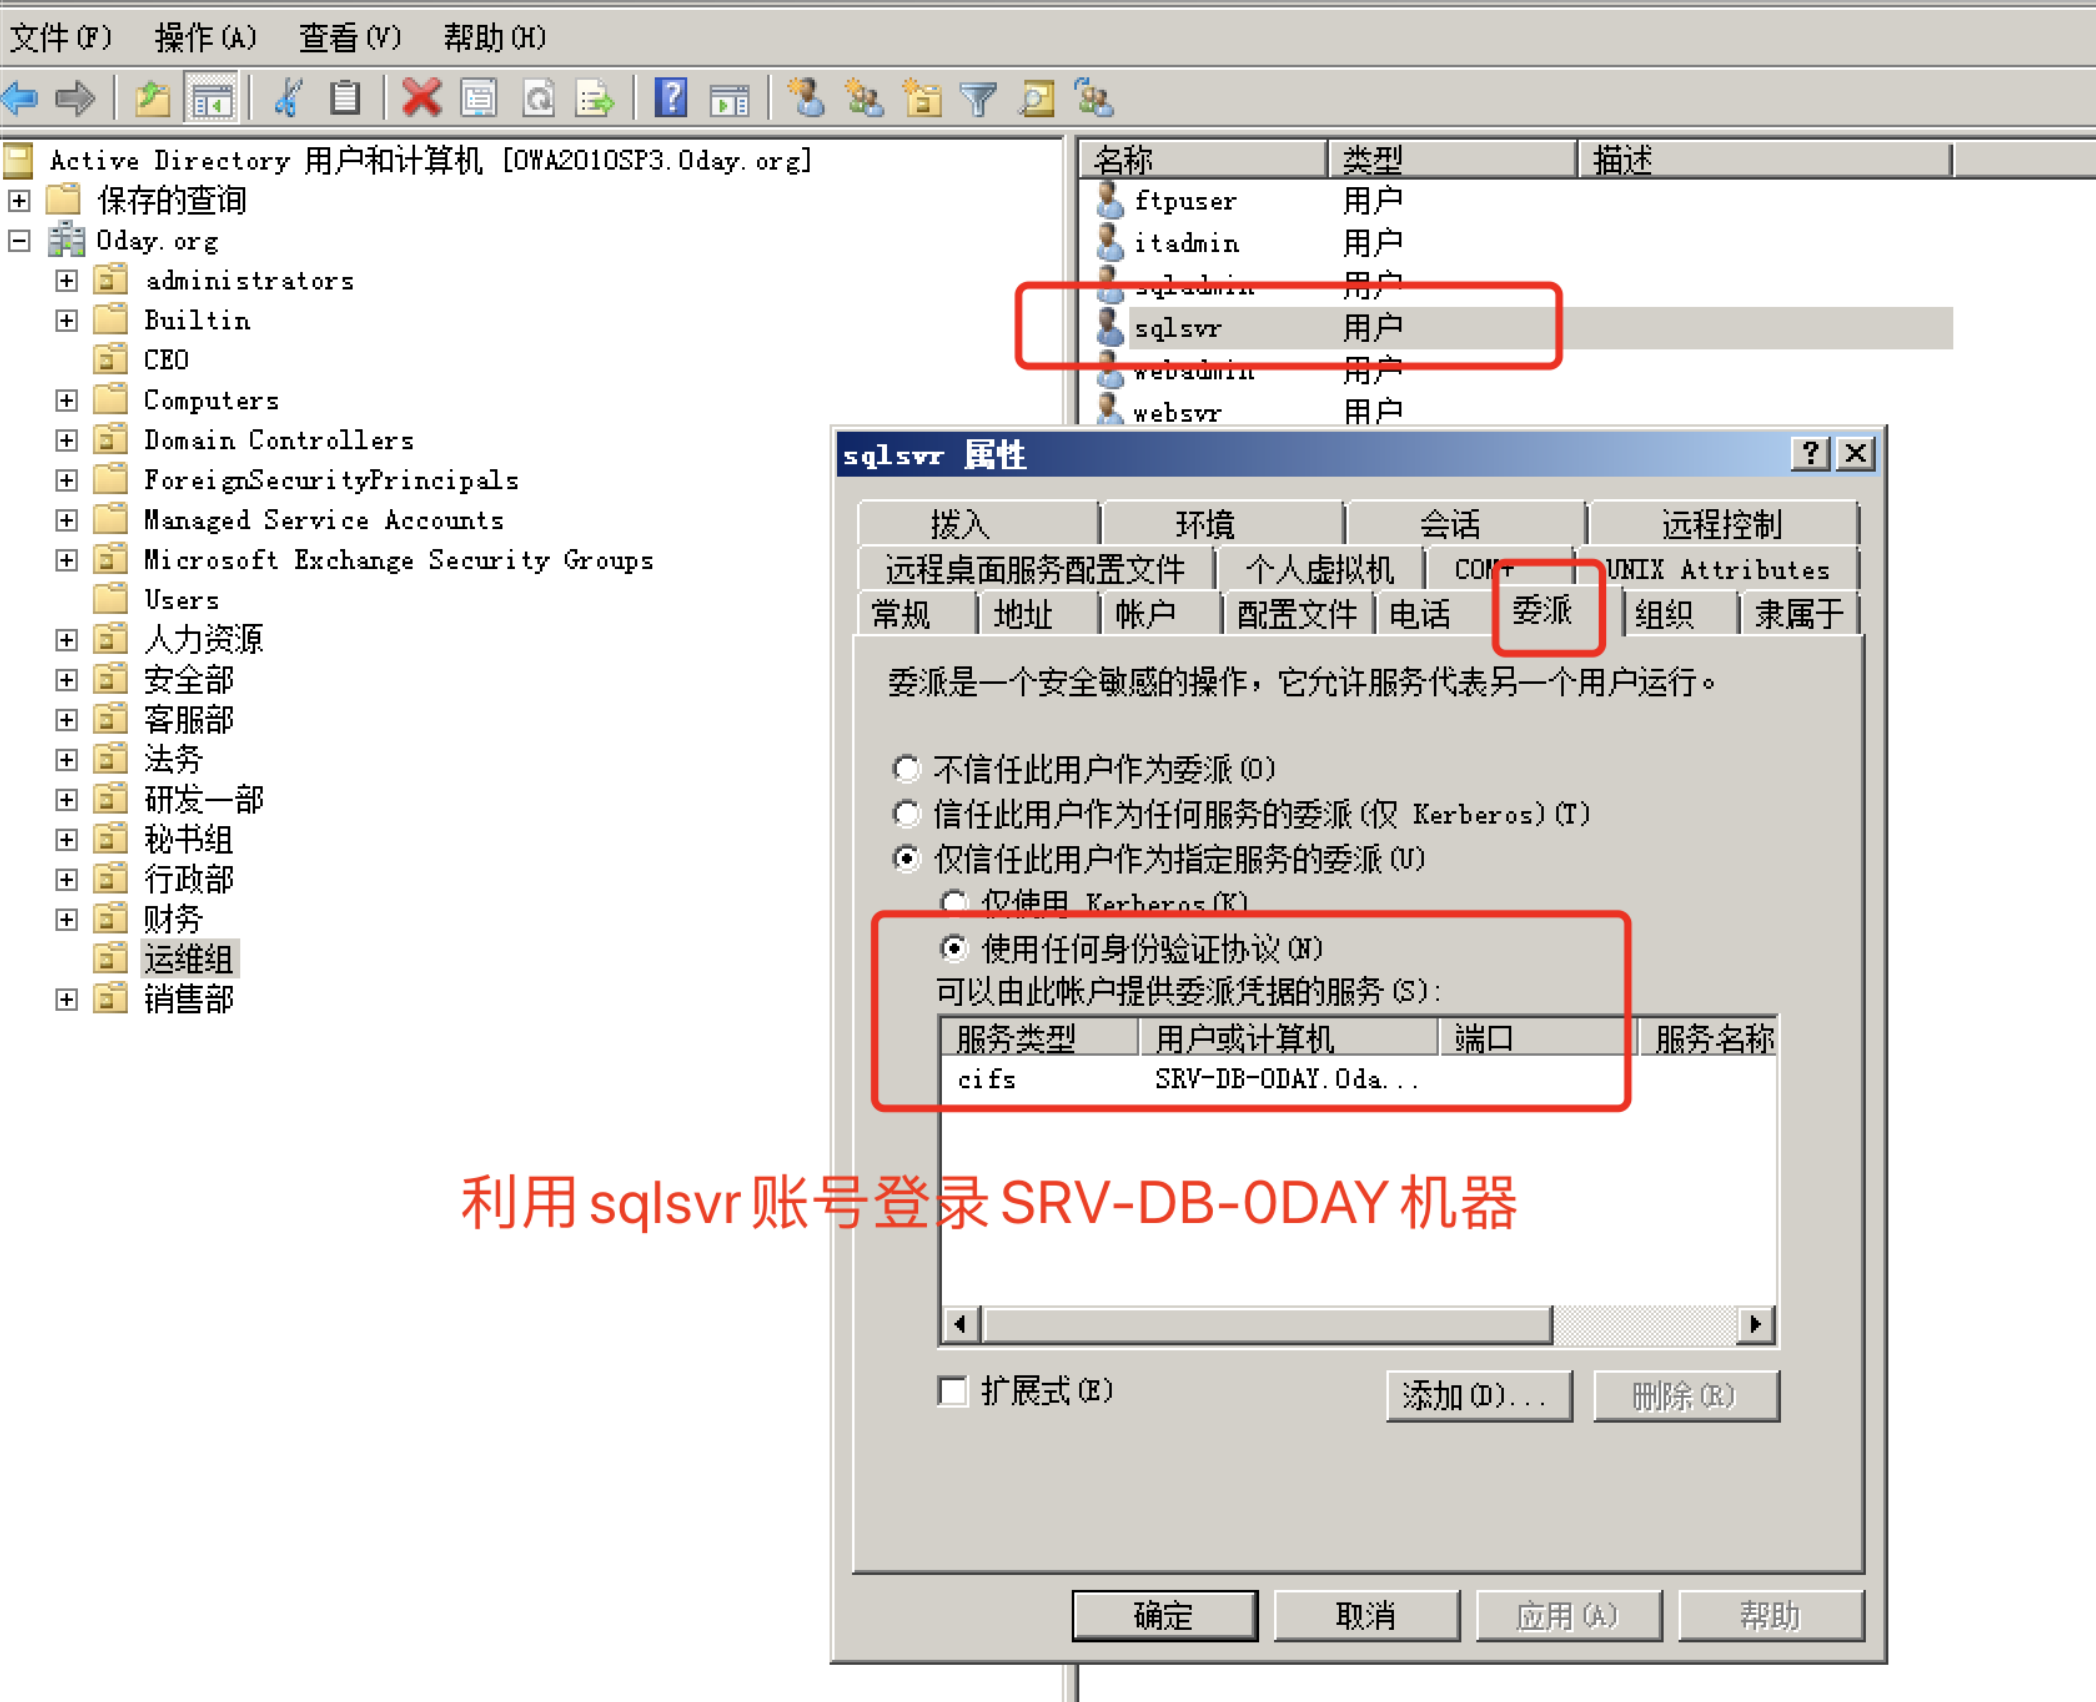 文件(F) 操作(A) 查看(V) 帮助(H)
Active Directory 用户和计算机 [OWA2010SP3.0day.org]
保存的查询
0day.org
administrators
Builtin
CEO
Computers
Domain Controllers
ForeignSecurityPrincipals
Managed Service Accounts
Microsoft Exchange Security Groups
Users
人力资源
安全部
客服部
法务
研发一部
秘书组
行政部
财务
运维组
销售部
名称 类型 描述
ftpuser 用户
itadmin 用户
sqladmin 用户
sqlsvr 用户
webadmin 用户
websvr 用户
sqlsvr 属性
拨入 环境 会话 远程控制
远程桌面服务配置文件 个人虚拟机 COM+ UNIX Attributes
常规 地址 帐户 配置文件 电话 委派 组织 隶属于
委派是一个安全敏感的操作，它允许服务代表另一个用户运行。
不信任此用户作为委派(O)
信任此用户作为任何服务的委派(仅 Kerberos)(T)
仅信任此用户作为指定服务的委派(U)
仅使用 Kerberos(K)
使用任何身份验证协议(N)
可以由此帐户提供委派凭据的服务(S):
服务类型 用户或计算机 端口 服务名称
cifs SRV-DB-0DAY.0da...
利用sqlsvr账号登录SRV-DB-0DAY机器
扩展式(E) 添加(D)... 删除(R)
确定 取消 应用(A) 帮助